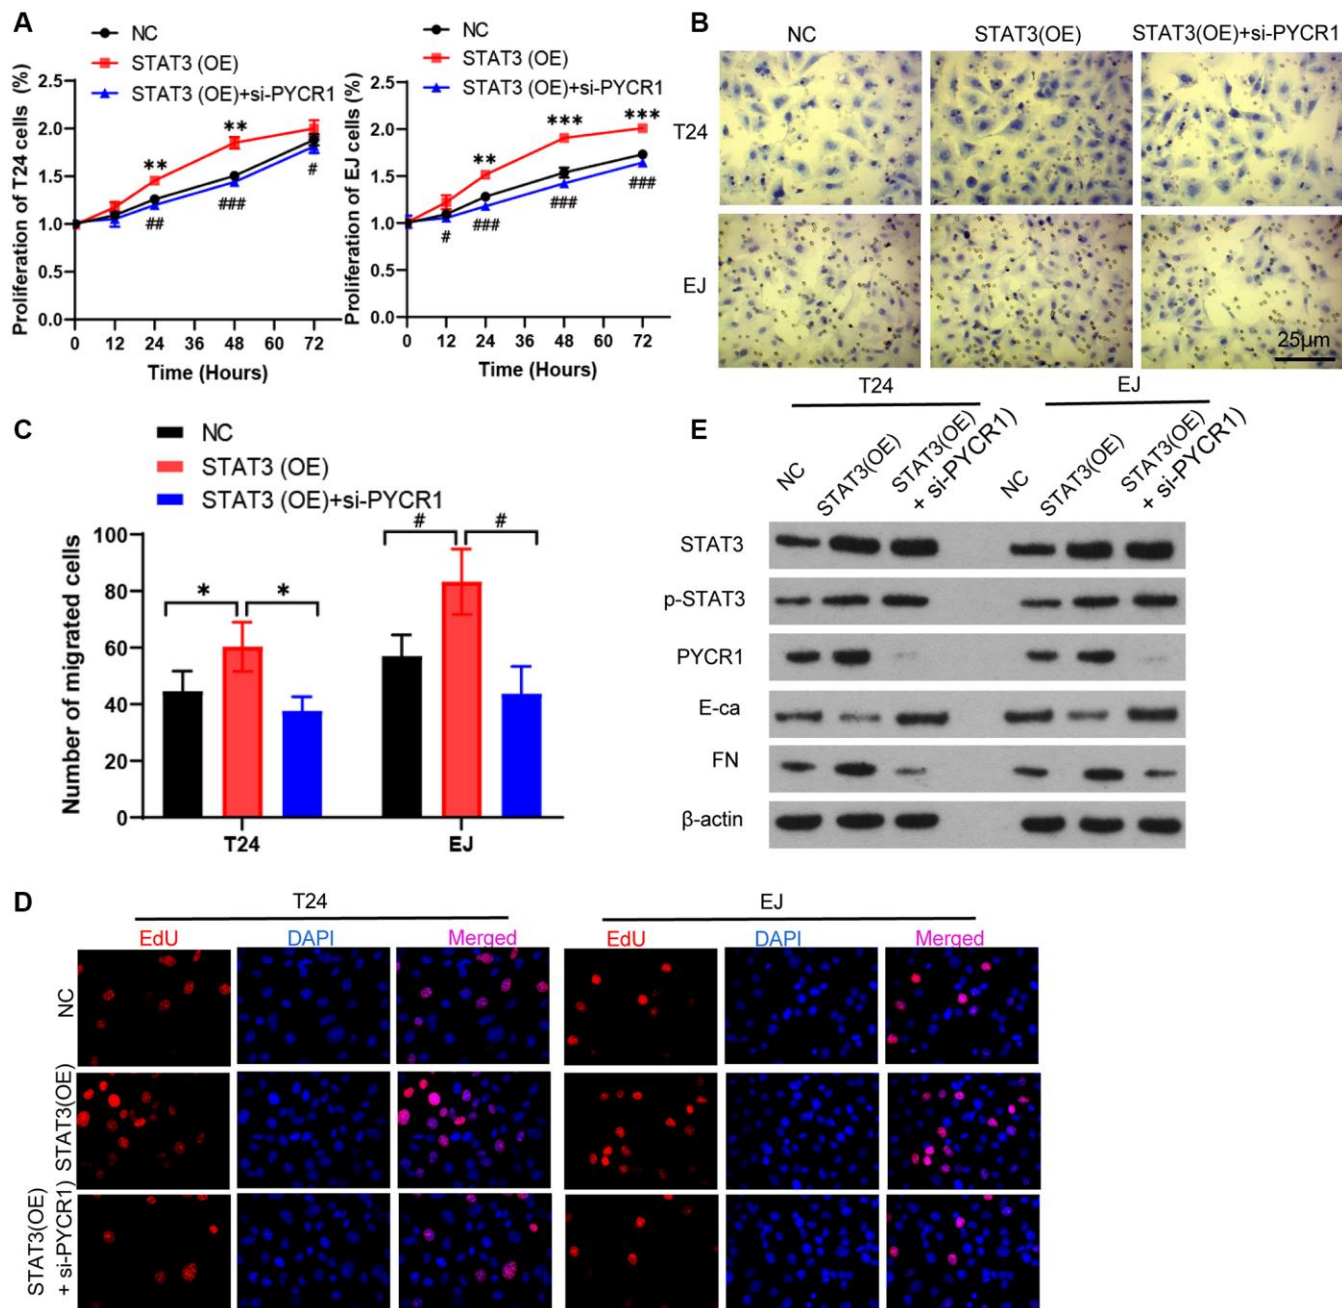 A
NC
STAT3 (OE)
STAT3 (OE)+si-PYCR1
Proliferation of T24 cells (%)
2.5
2.0
1.5
1.0
0.5
0.0
**
**
##
###
#
0 12 24 48 72
Time (Hours)
NC
STAT3 (OE)
STAT3 (OE)+si-PYCR1
Proliferation of EJ cells (%)
2.5
2.0
1.5
1.0
0.5
0.0
**
***
***
#
###
###
###
0 12 24 48 72
Time (Hours)
B
NC STAT3(OE) STAT3(OE)+si-PYCR1
T24
EJ
25μm
C
NC
STAT3 (OE)
STAT3 (OE)+si-PYCR1
Number of migrated cells
100
80
60
40
20
0
* *
# #
T24 EJ
E
T24 EJ
NC
STAT3(OE)
STAT3(OE)
+ si-PYCR1)
NC
STAT3(OE)
STAT3(OE)
+ si-PYCR1)
STAT3
p-STAT3
PYCR1
E-ca
FN
β-actin
D
T24 EJ
EdU DAPI Merged EdU DAPI Merged
NC
STAT3(OE)
STAT3(OE)
+ si-PYCR1)